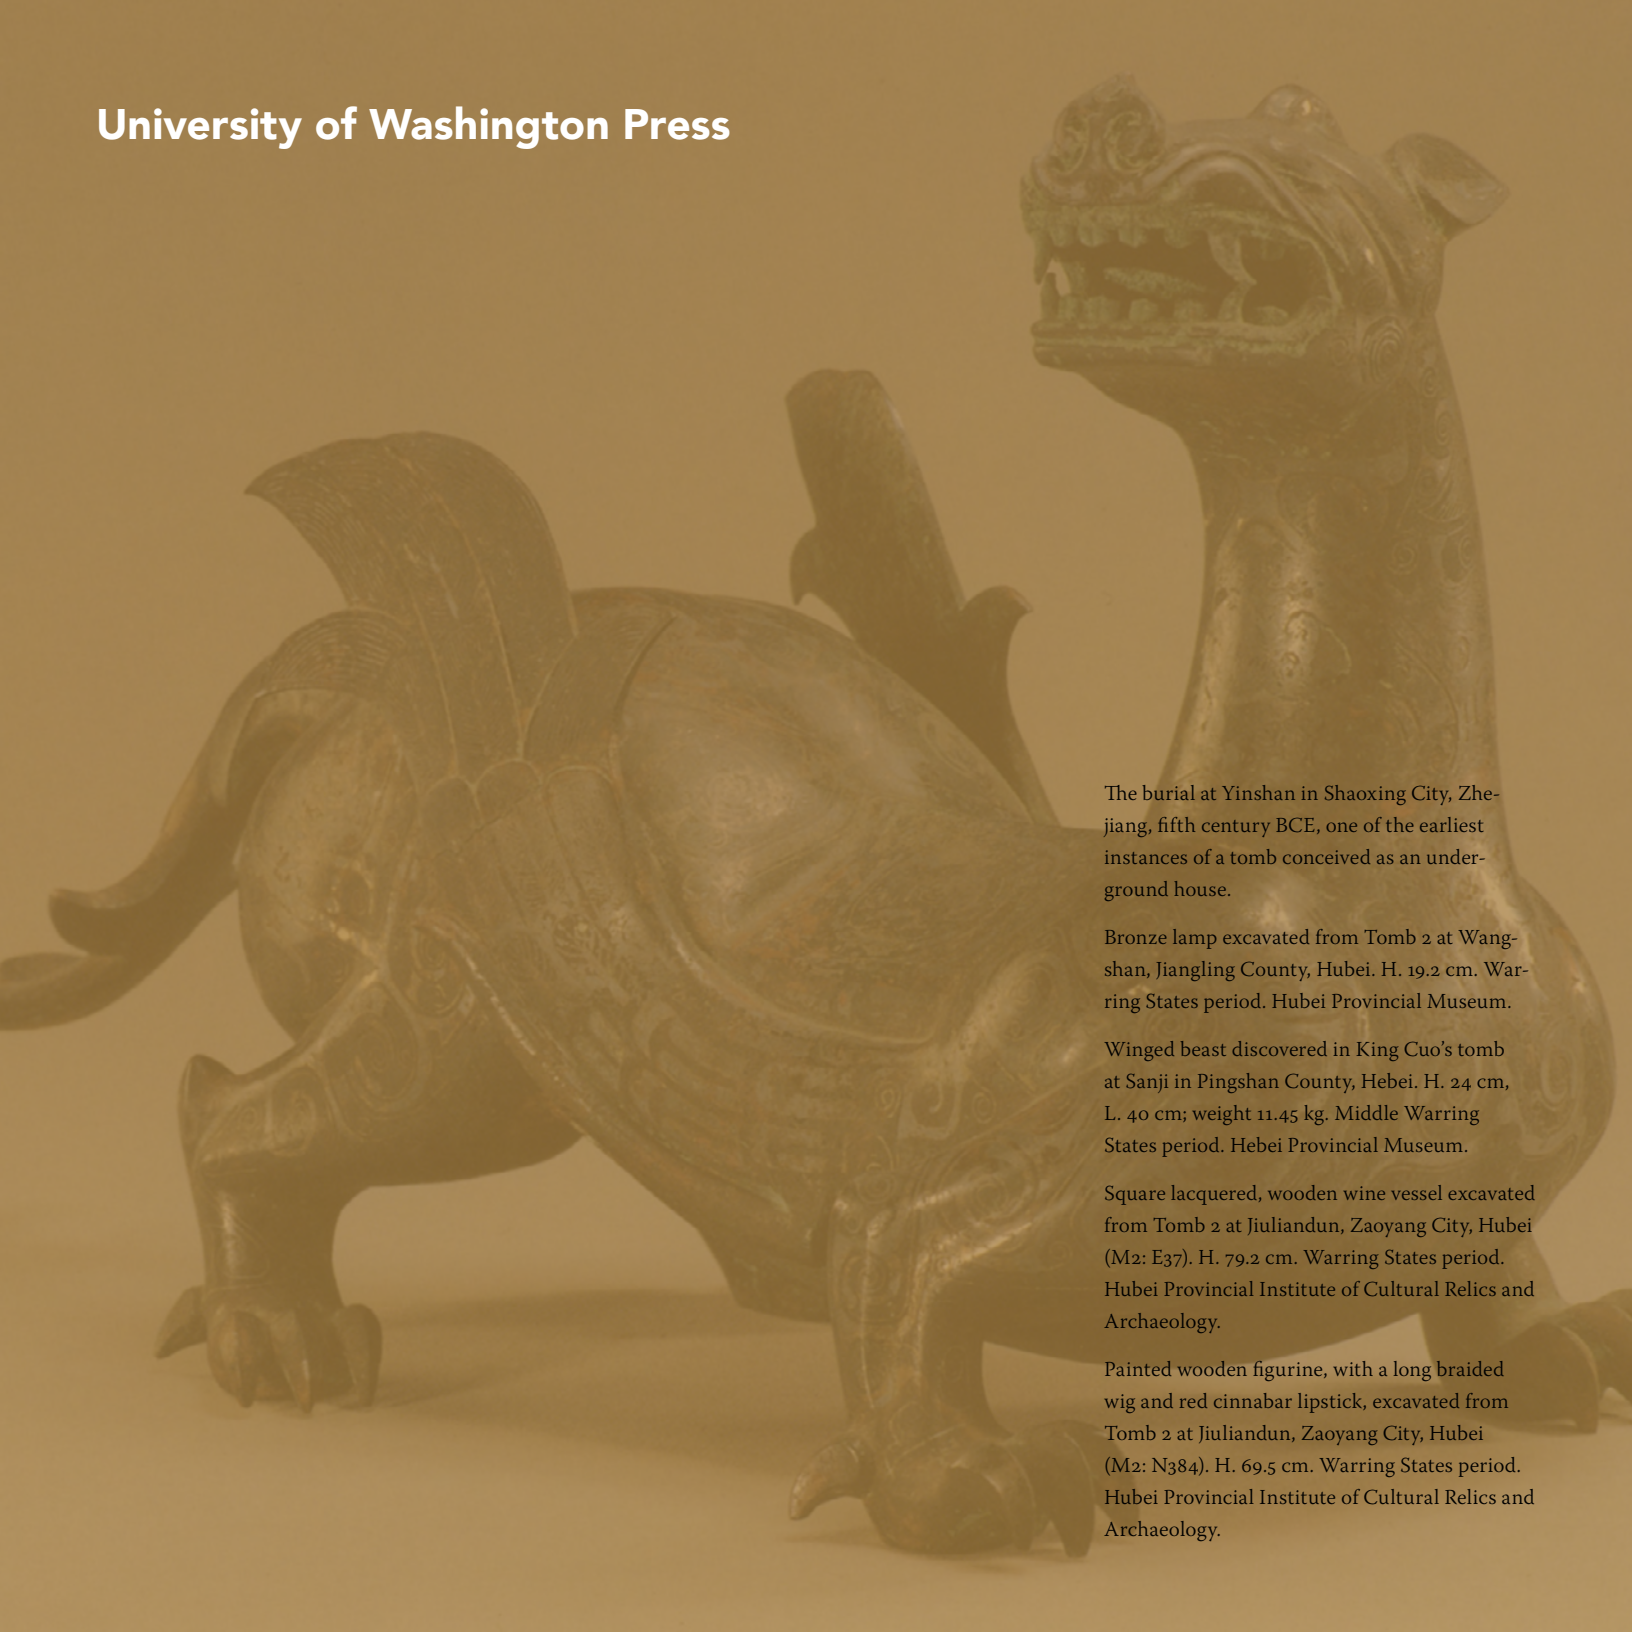 University of Washington Press
The burial at Yinshan in Shaoxing City, Zhe-
jiang, fifth century BCE, one of the earliest
instances of a tomb conceived as an under-
ground house.
Bronze lamp excavated from Tomb 2 at Wang-
shan, Jiangling County, Hubei. H. 19.2 cm. War-
ring States period. Hubei Provincial Museum.
Winged beast discovered in King Cuo’s tomb
at Sanji in Pingshan County, Hebei. H. 24 cm,
L. 40 cm; weight 11.45 kg. Middle Warring
States period. Hebei Provincial Museum.
Square lacquered, wooden wine vessel excavated
from Tomb 2 at Jiuliandun, Zaoyang City, Hubei
(M2: E37). H. 79.2 cm. Warring States period.
Hubei Provincial Institute of Cultural Relics and
Archaeology.
Painted wooden figurine, with a long braided
wig and red cinnabar lipstick, excavated from
Tomb 2 at Jiuliandun, Zaoyang City, Hubei
(M2: N384). H. 69.5 cm. Warring States period.
Hubei Provincial Institute of Cultural Relics and
Archaeology.